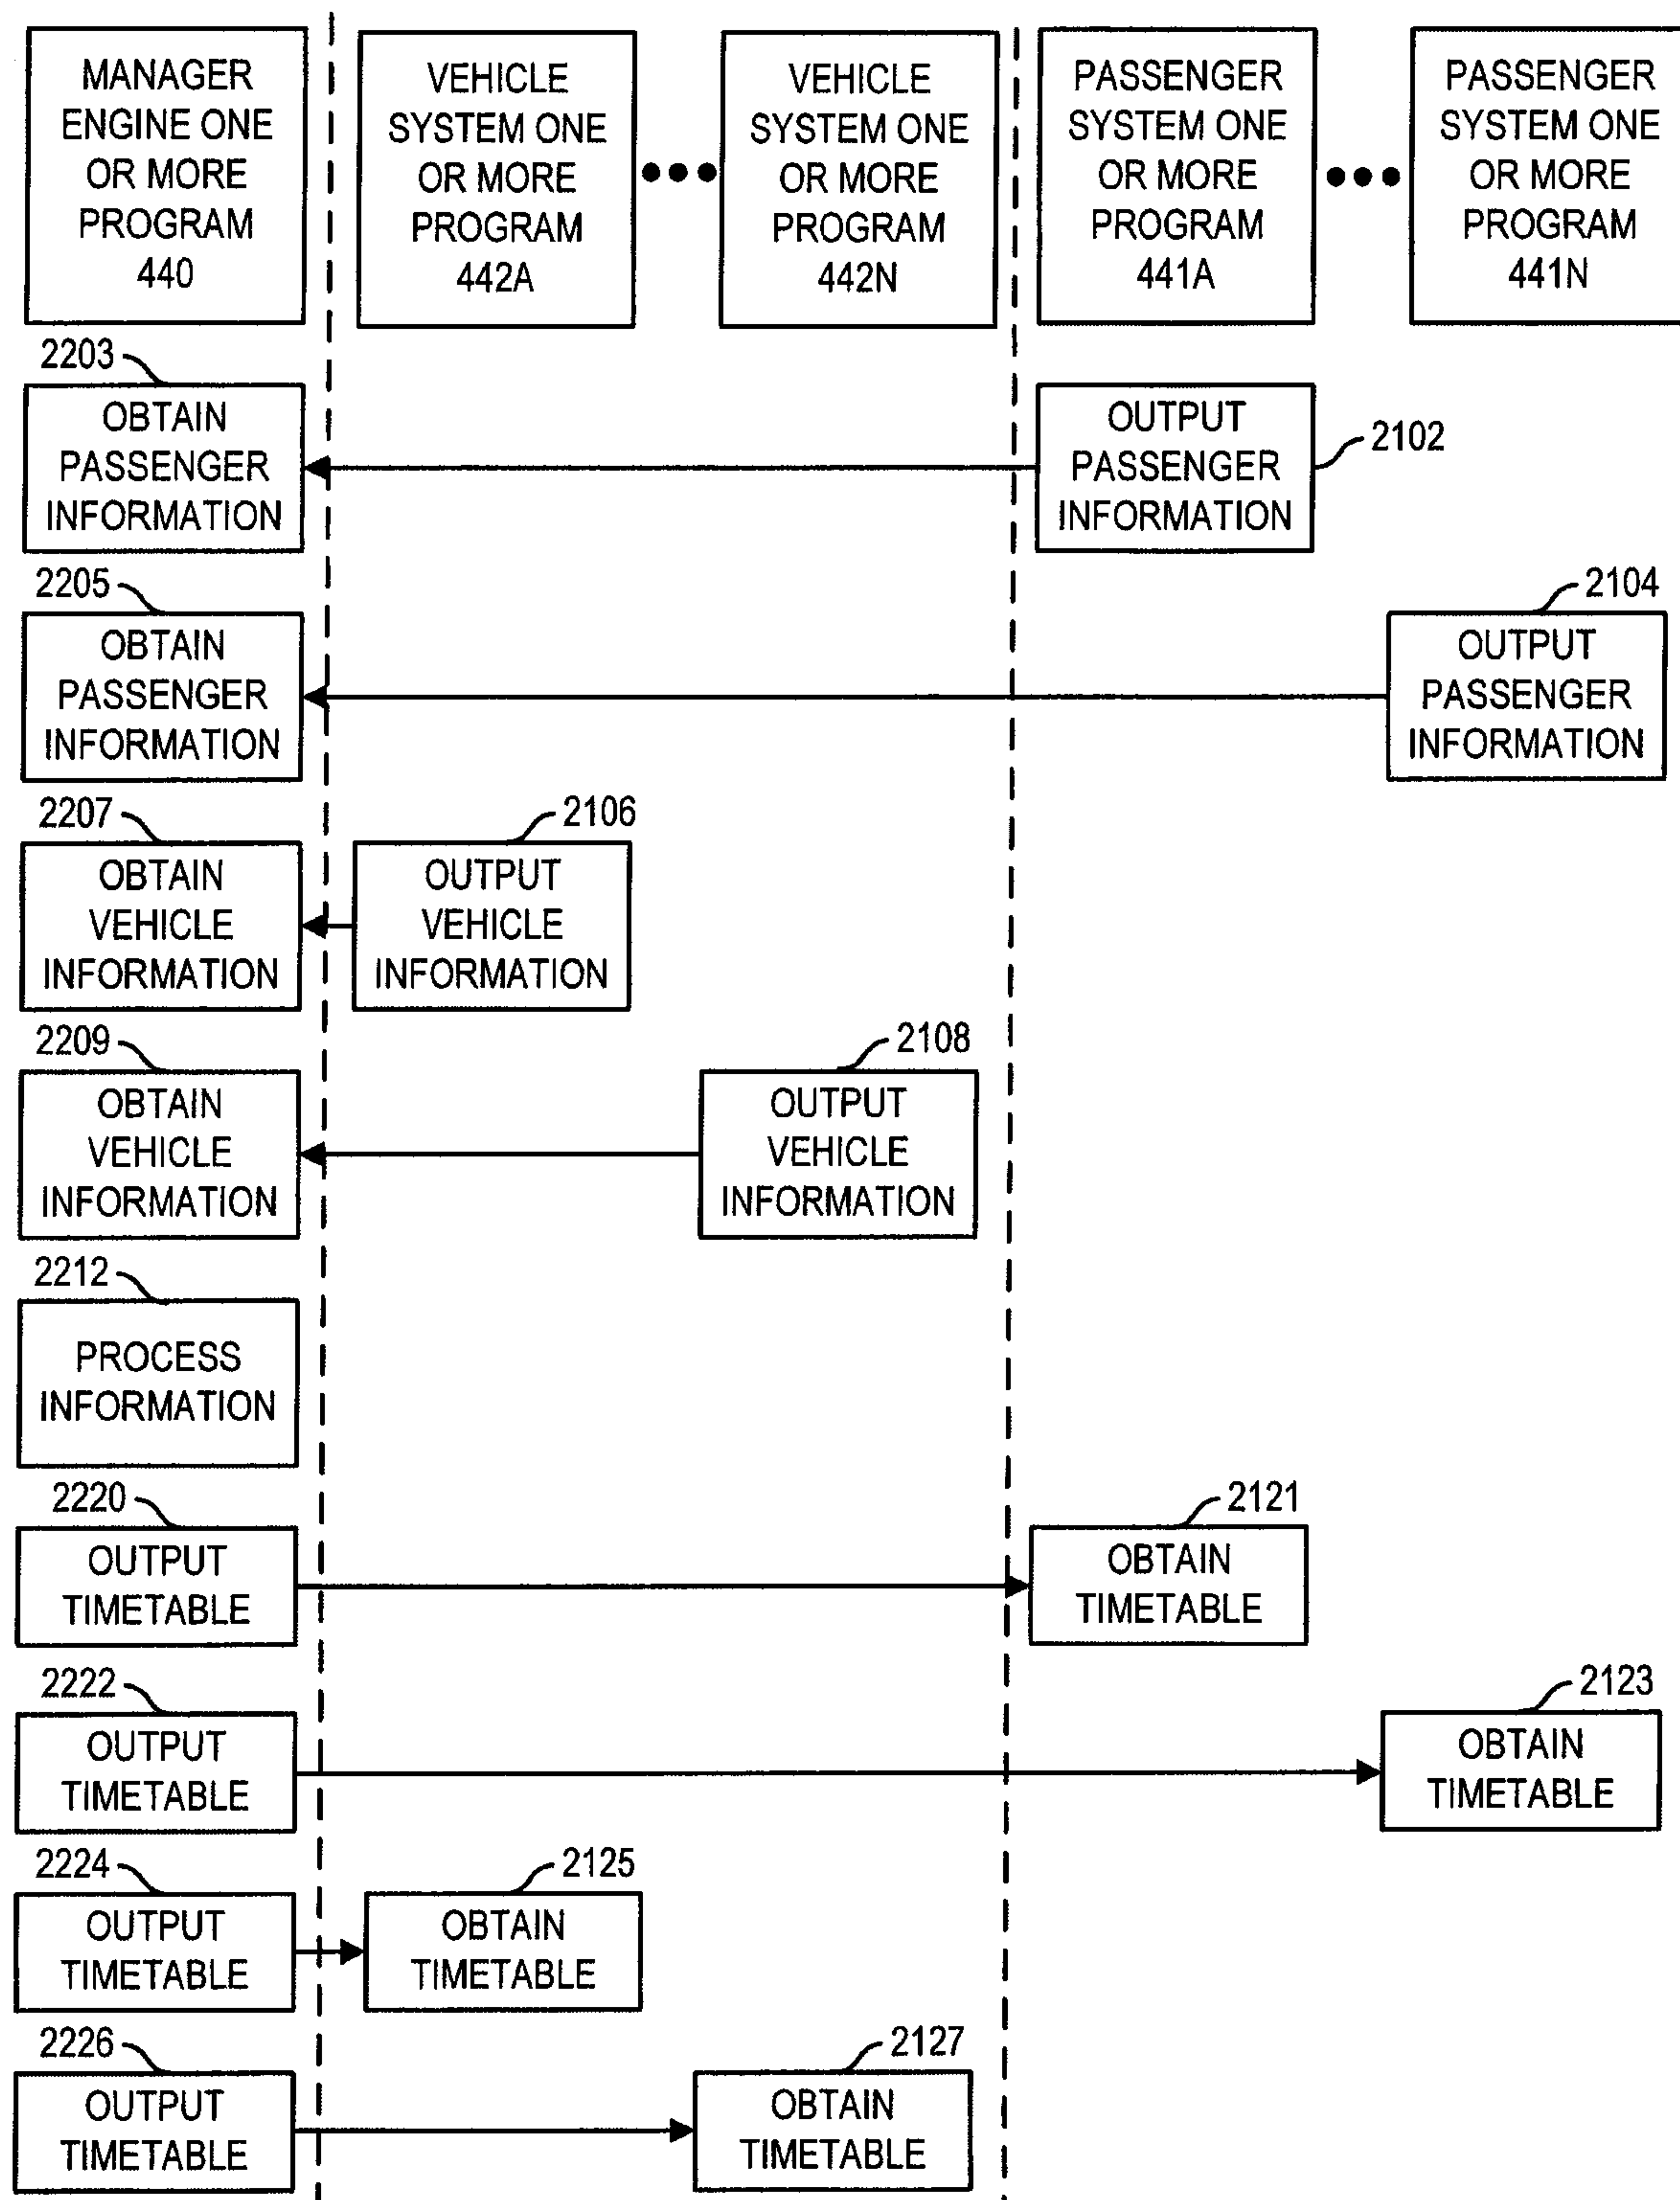 MANAGER
ENGINE ONE
OR MORE
PROGRAM
440
VEHICLE
SYSTEM ONE
OR MORE
PROGRAM
442A
VEHICLE
SYSTEM ONE
OR MORE
PROGRAM
442N
PASSENGER
SYSTEM ONE
OR MORE
PROGRAM
441A
PASSENGER
SYSTEM ONE
OR MORE
PROGRAM
441N
2203
OBTAIN
PASSENGER
INFORMATION
OUTPUT
PASSENGER
INFORMATION
2102
2205
OBTAIN
PASSENGER
INFORMATION
2104
OUTPUT
PASSENGER
INFORMATION
2207
OBTAIN
VEHICLE
INFORMATION
2106
OUTPUT
VEHICLE
INFORMATION
2209
OBTAIN
VEHICLE
INFORMATION
2108
OUTPUT
VEHICLE
INFORMATION
2212
PROCESS
INFORMATION
2220
OUTPUT
TIMETABLE
2121
OBTAIN
TIMETABLE
2222
OUTPUT
TIMETABLE
2123
OBTAIN
TIMETABLE
2224
OUTPUT
TIMETABLE
2125
OBTAIN
TIMETABLE
2226
OUTPUT
TIMETABLE
2127
OBTAIN
TIMETABLE